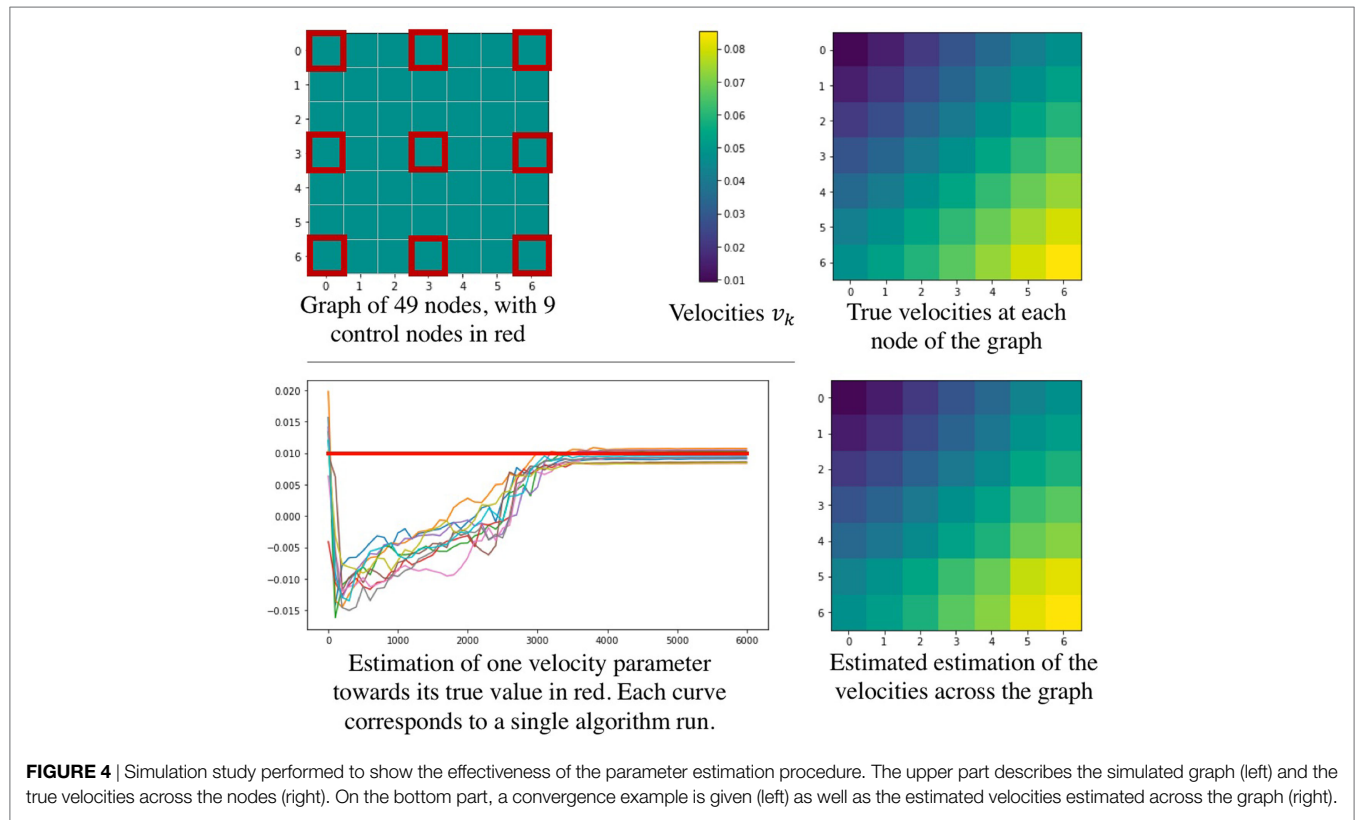 0
1
2
3
4
5
6
0 1 2 3 4 5 6
Graph of 49 nodes, with 9
control nodes in red
0.08
0.07
0.06
0.05
0.04
0.03
0.02
0.01
Velocities v_k
0
1
2
3
4
5
6
0 1 2 3 4 5 6
True velocities at each
node of the graph
0.020
0.015
0.010
0.005
0.000
−0.005
−0.010
−0.015
0 1000 2000 3000 4000 5000 6000
Estimation of one velocity parameter
towards its true value in red. Each curve
corresponds to a single algorithm run.
0
1
2
3
4
5
6
0 1 2 3 4 5 6
Estimated estimation of the
velocities across the graph
FIGURE 4 | Simulation study performed to show the effectiveness of the parameter estimation procedure. The upper part describes the simulated graph (left) and the
true velocities across the nodes (right). On the bottom part, a convergence example is given (left) as well as the estimated velocities estimated across the graph (right).